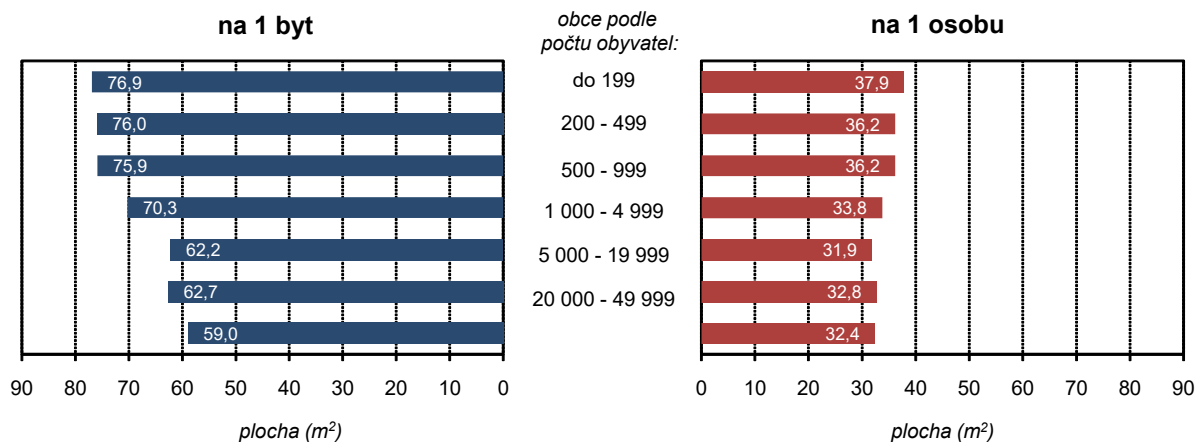 na 1 byt
obce podle
počtu obyvatel:
na 1 osobu
76,9
do 199
37,9
76,0
200 - 499
36,2
75,9
500 - 999
36,2
70,3
1 000 - 4 999
33,8
62,2
5 000 - 19 999
31,9
62,7
20 000 - 49 999
32,8
59,0
32,4
90 80 70 60 50 40 30 20 10 0
0 10 20 30 40 50 60 70 80 90
plocha (m²)
plocha (m²)